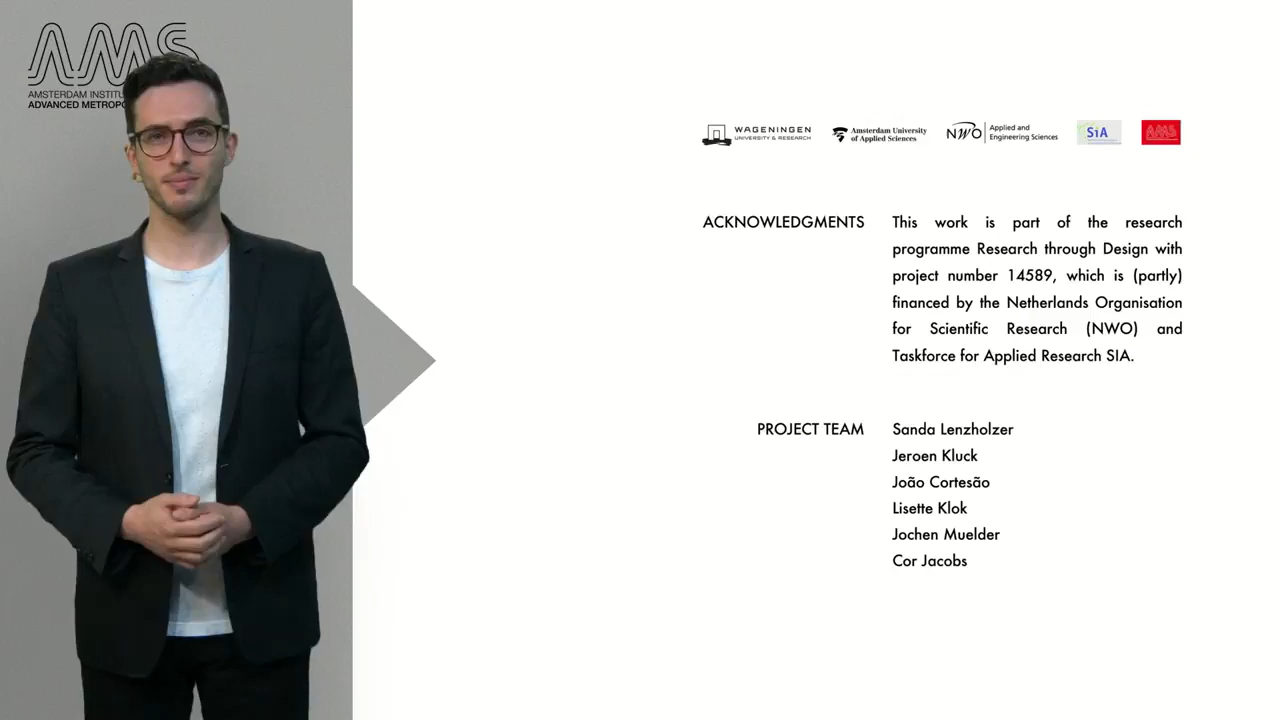 AMS
AMSTERDAM INSTITU
ADVANCED METROPO
WAGENINGEN
UNIVERSITY & RESEARCH
Amsterdam University
of Applied Sciences
NWO
Applied and
Engineering Sciences
SiA
AMS
ACKNOWLEDGMENTS
This work is part of the research
programme Research through Design with
project number 14589, which is (partly)
financed by the Netherlands Organisation
for Scientific Research (NWO) and
Taskforce for Applied Research SIA.
PROJECT TEAM
Sanda Lenzholzer
Jeroen Kluck
João Cortesão
Lisette Klok
Jochen Muelder
Cor Jacobs